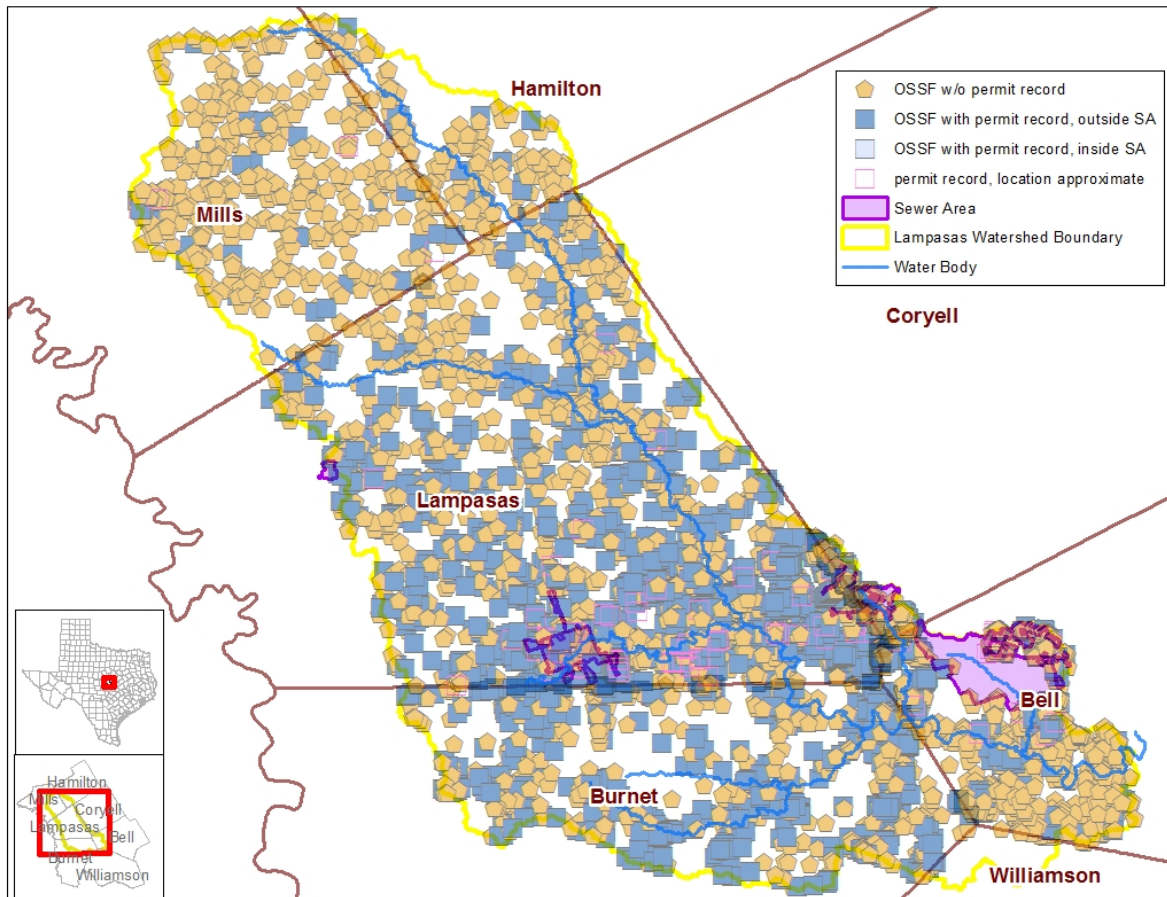 Hamilton
OSSF w/o permit record
OSSF with permit record, outside SA
OSSF with permit record, inside SA
permit record, location approximate
Sewer Area
Lampasas Watershed Boundary
Water Body
Mills
Coryell
Lampasas
Bell
Burnet
Williamson
Hamilton
Mills
Coryell
Lampasas
Bell
Burnet
Williamson